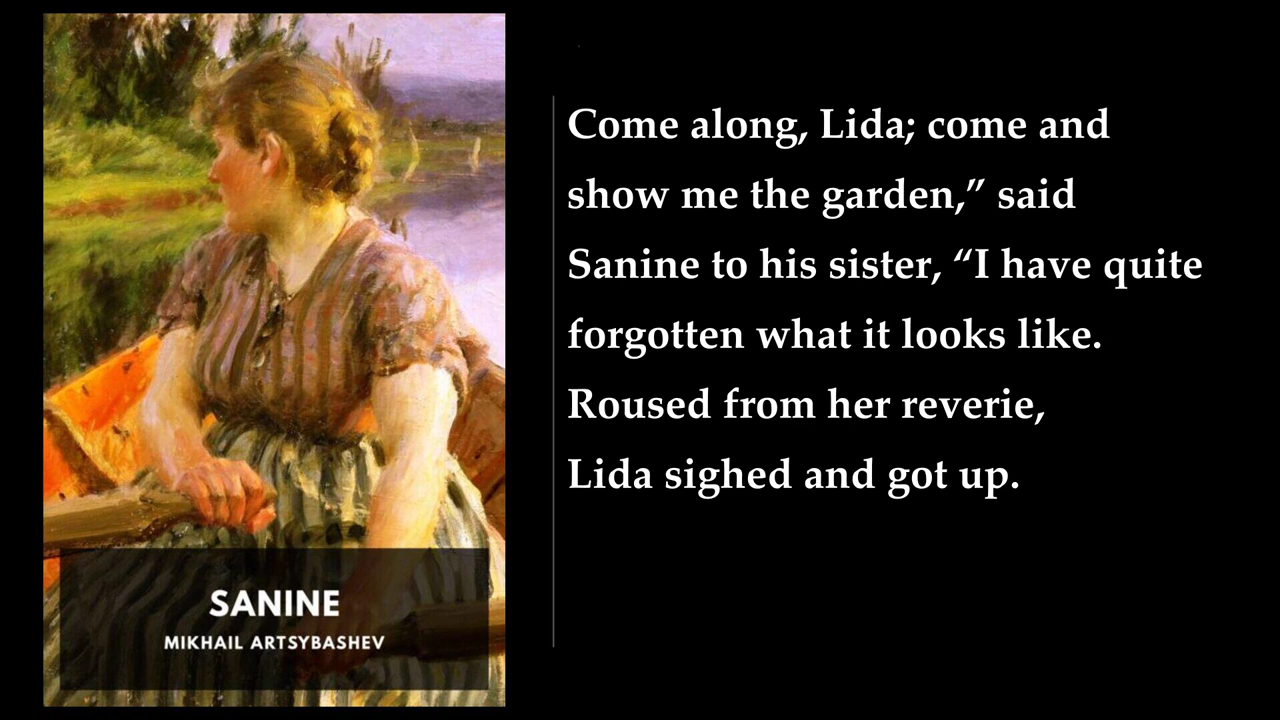 Come along, Lida; come and
show me the garden,” said
Sanine to his sister, “I have quite
forgotten what it looks like.
Roused from her reverie,
Lida sighed and got up.
SANINE
MIKHAIL ARTSYBASHEV